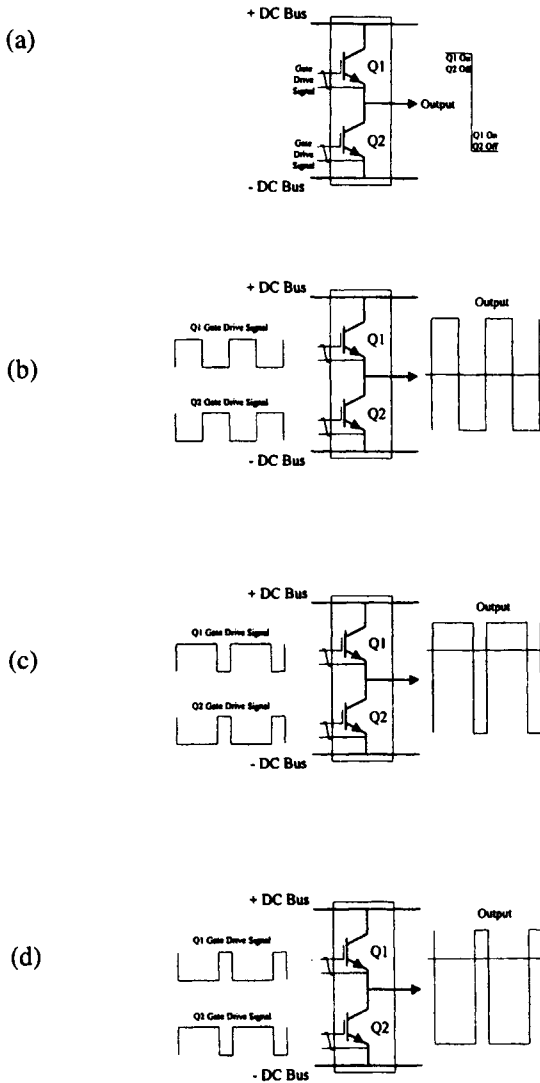 (a)
+ DC Bus
Gate
Drive
Signal
Q1
Output
Q1 On
Q2 Off
Gate
Drive
Signal
Q2
Q1 On
Q2 Off
- DC Bus
(b)
+ DC Bus
Output
Q1 Gate Drive Signal
Q1
Q2 Gate Drive Signal
Q2
- DC Bus
(c)
+ DC Bus
Output
Q1 Gate Drive Signal
Q1
Q2 Gate Drive Signal
Q2
- DC Bus
(d)
+ DC Bus
Output
Q1 Gate Drive Signal
Q1
Q2 Gate Drive Signal
Q2
- DC Bus